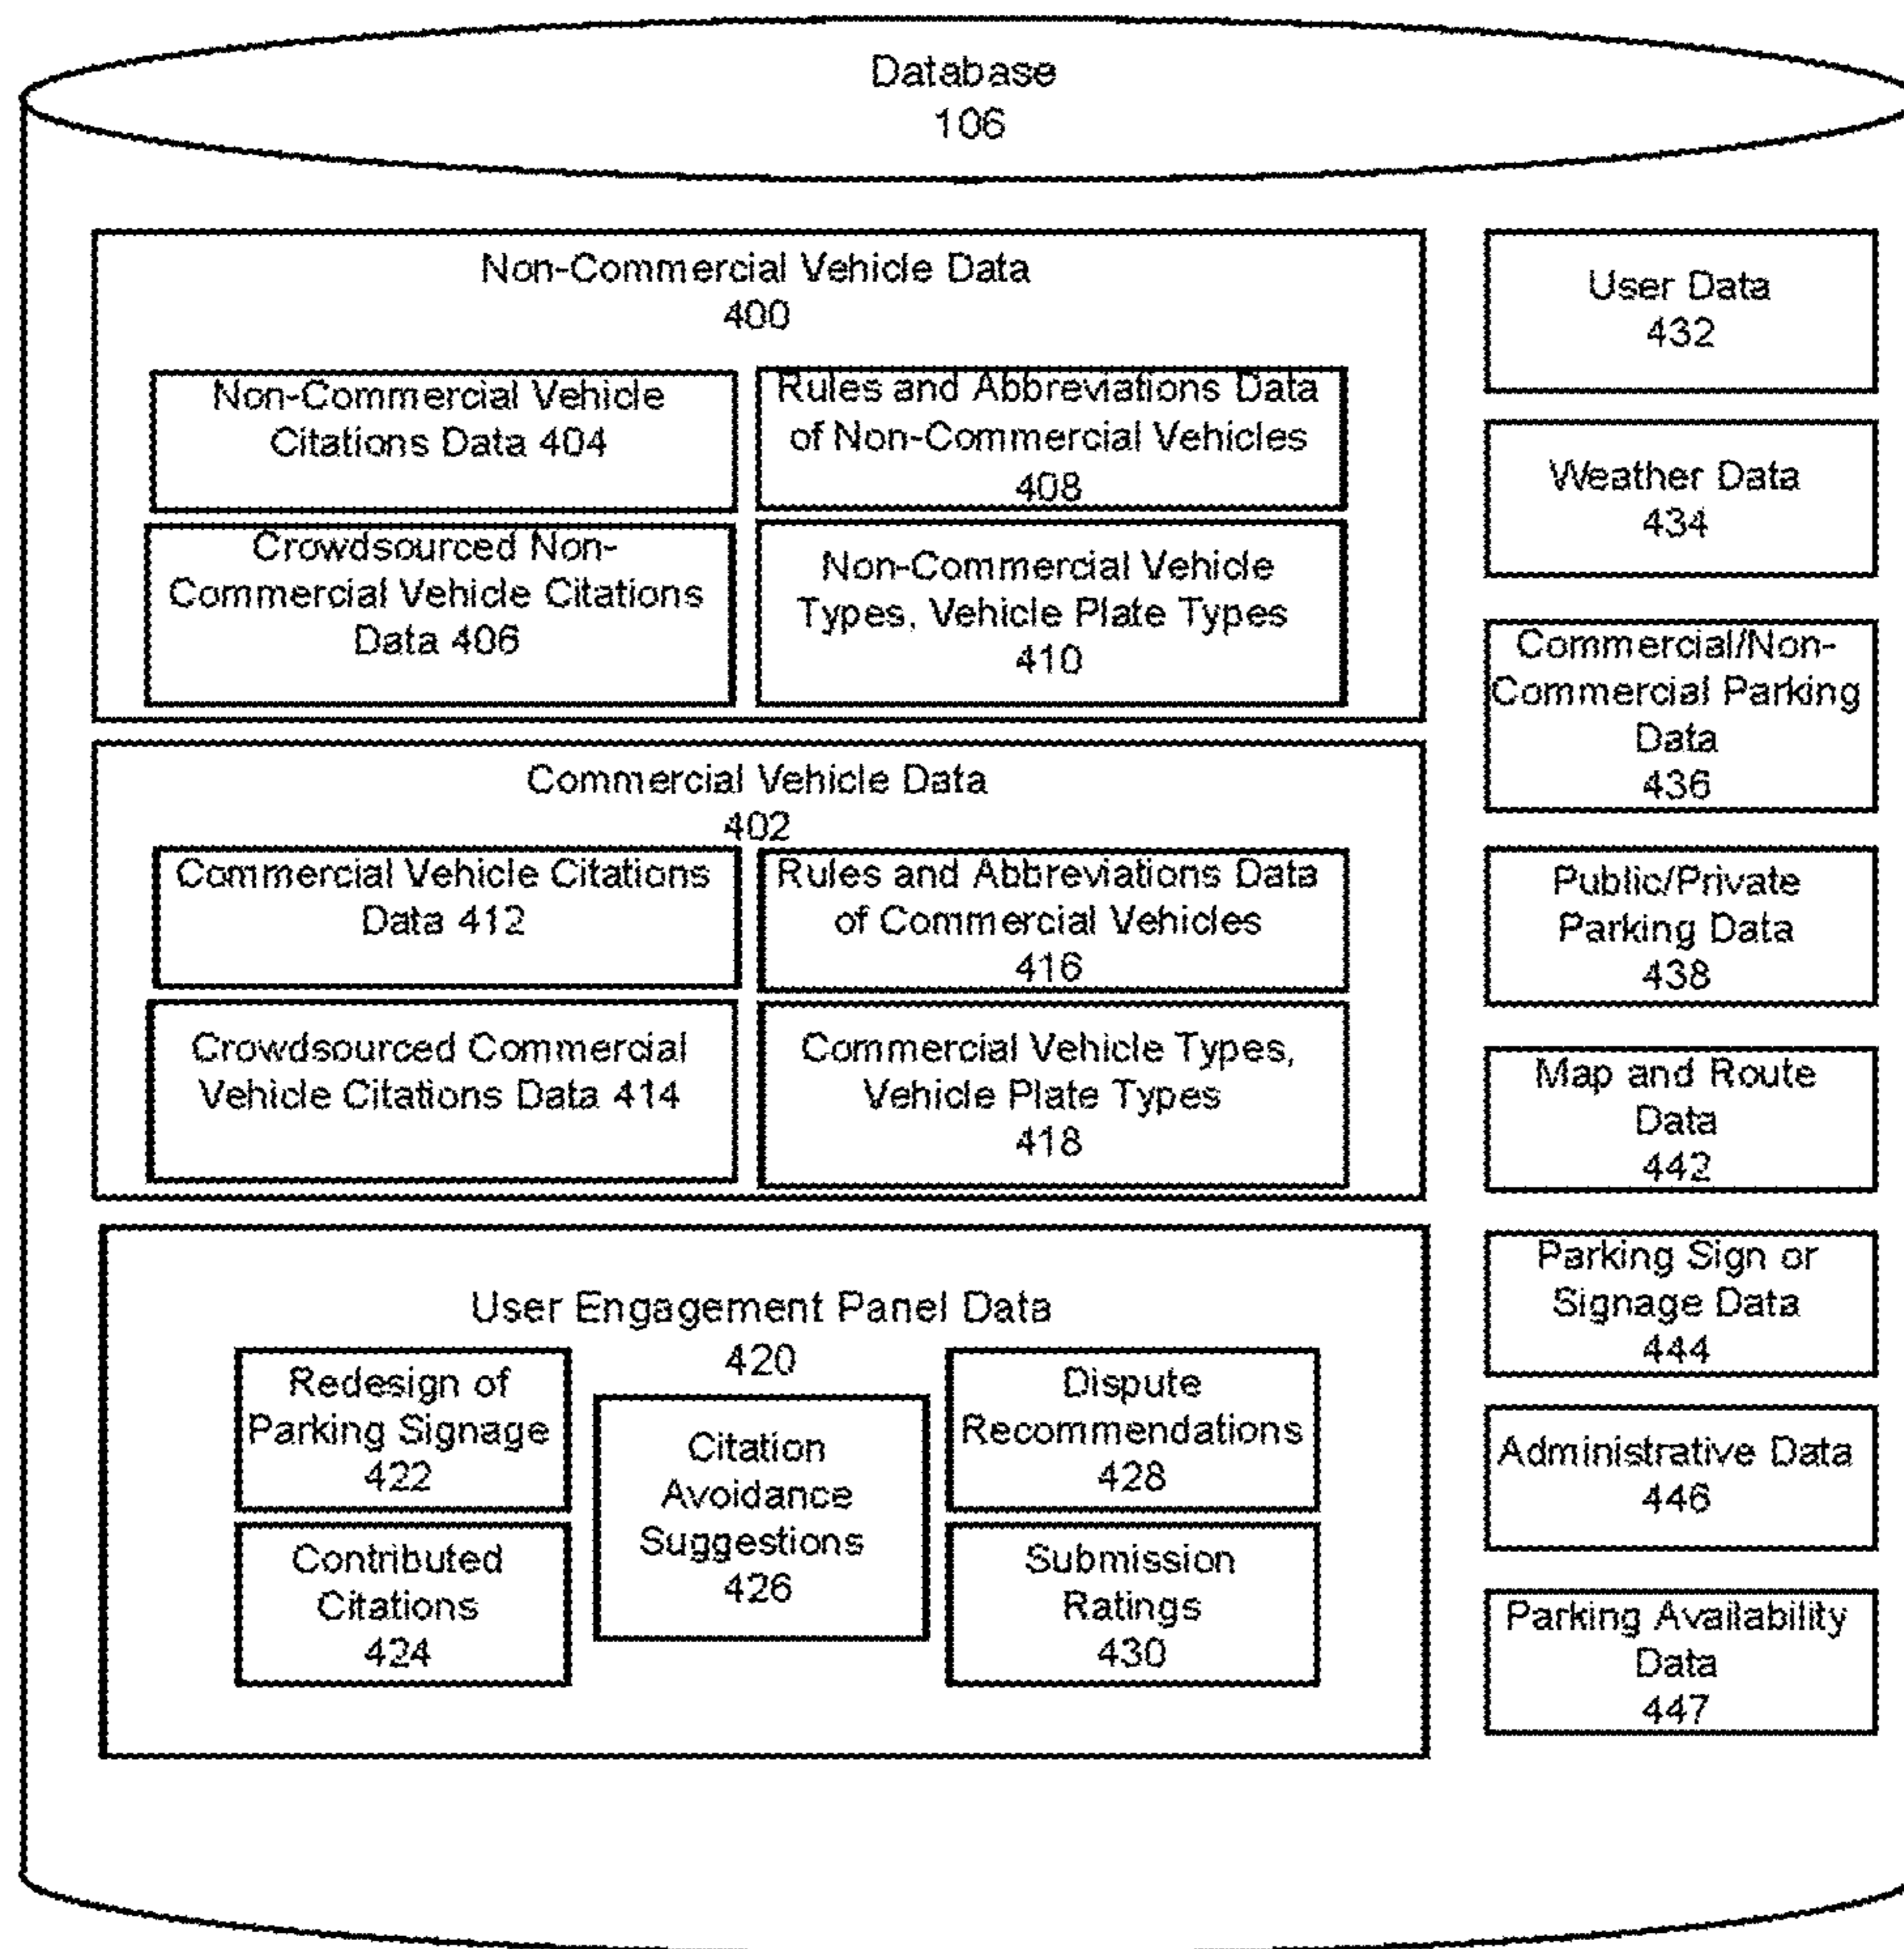 Database
106
Non-Commercial Vehicle Data
400
Non-Commercial Vehicle
Citations Data 404
Rules and Abbreviations Data
of Non-Commercial Vehicles
408
Crowdsourced Non-
Commercial Vehicle Citations
Data 406
Non-Commercial Vehicle
Types, Vehicle Plate Types
410
Commercial Vehicle Data
402
Commercial Vehicle Citations
Data 412
Rules and Abbreviations Data
of Commercial Vehicles
416
Crowdsourced Commercial
Vehicle Citations Data 414
Commercial Vehicle Types,
Vehicle Plate Types
418
User Engagement Panel Data
420
Redesign of
Parking Signage
422
Contributed
Citations
424
Citation
Avoidance
Suggestions
426
Dispute
Recommendations
428
Submission
Ratings
430
User Data
432
Weather Data
434
Commercial/Non-
Commercial Parking
Data
436
Public/Private
Parking Data
438
Map and Route
Data
442
Parking Sign or
Signage Data
444
Administrative Data
446
Parking Availability
Data
447